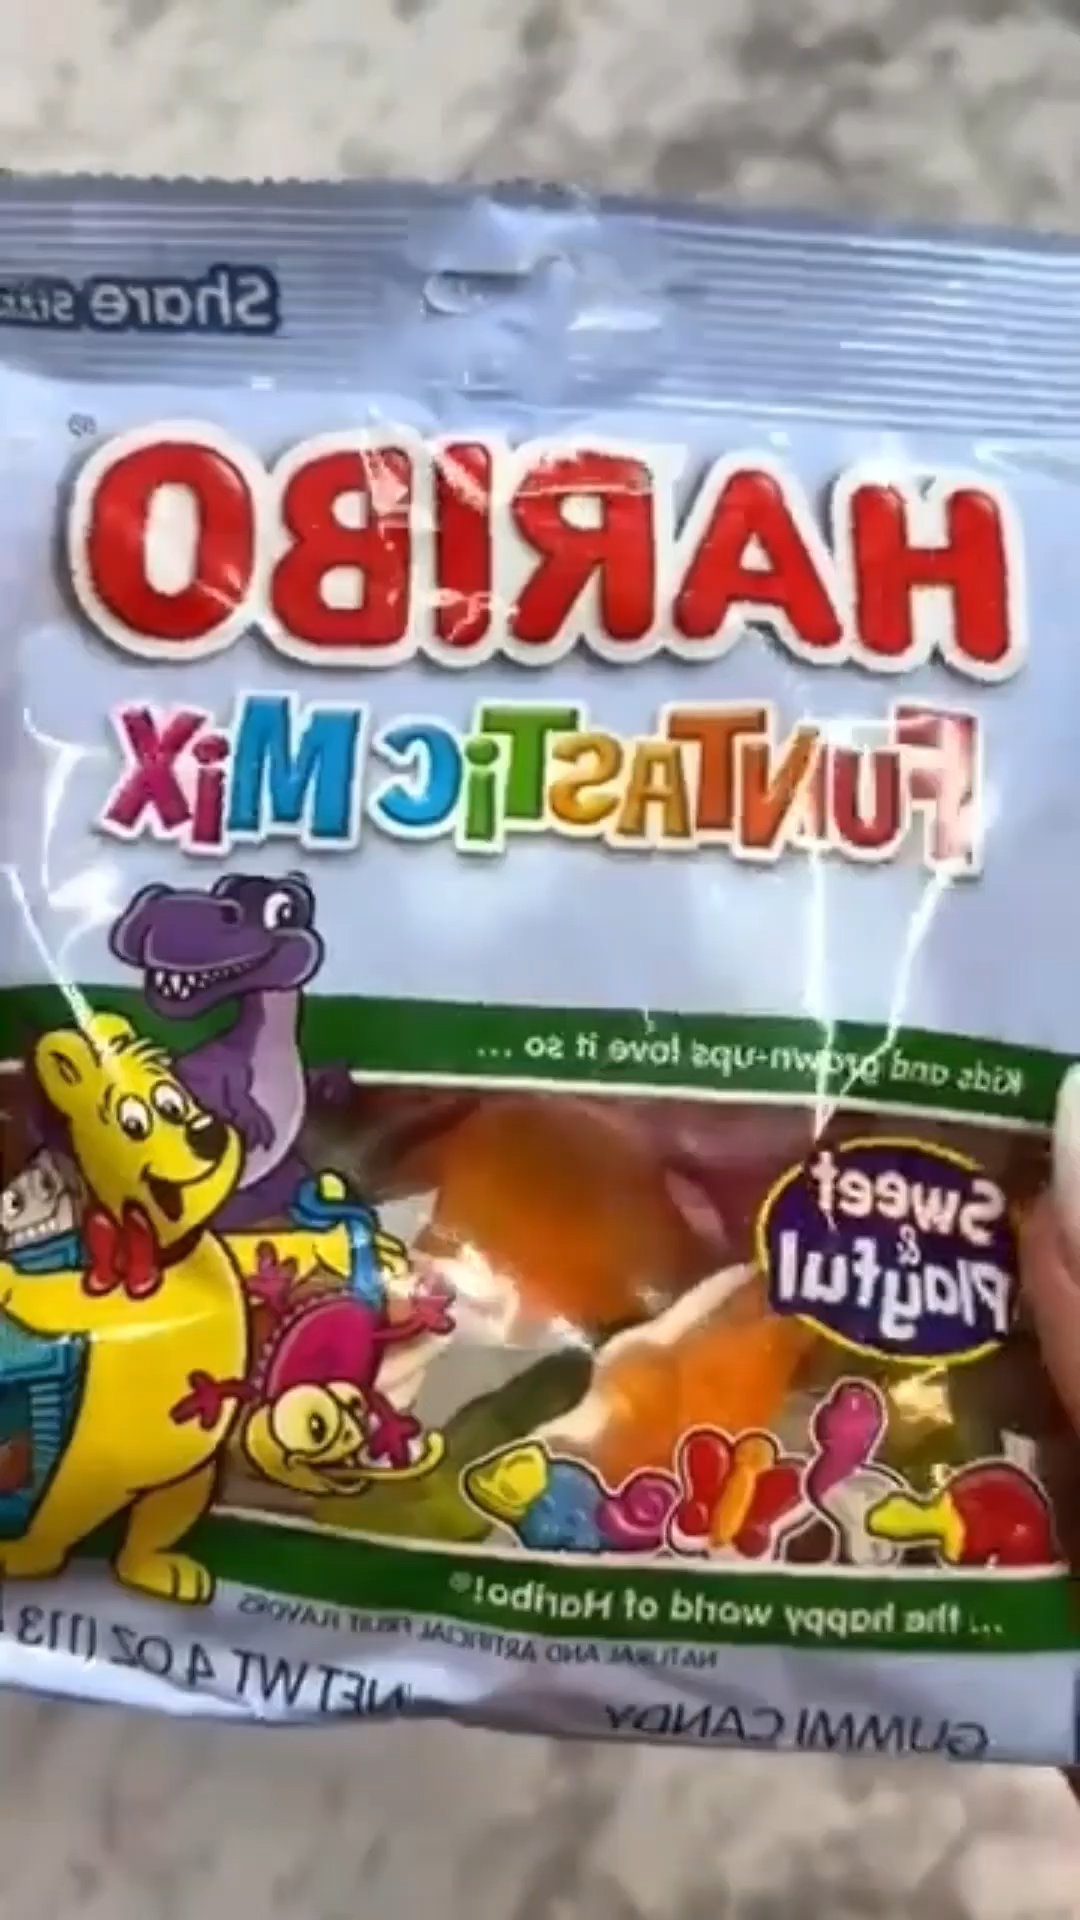 Share size
HARIBO
FUNTASTiC MiX
Kids and grown-ups love it so ...
Sweet
&
Playful
... the happy world of Haribo!®
NATURAL AND ARTIFICIAL FRUIT FLAVORS
GUMMI CANDY NET WT 4 OZ (113